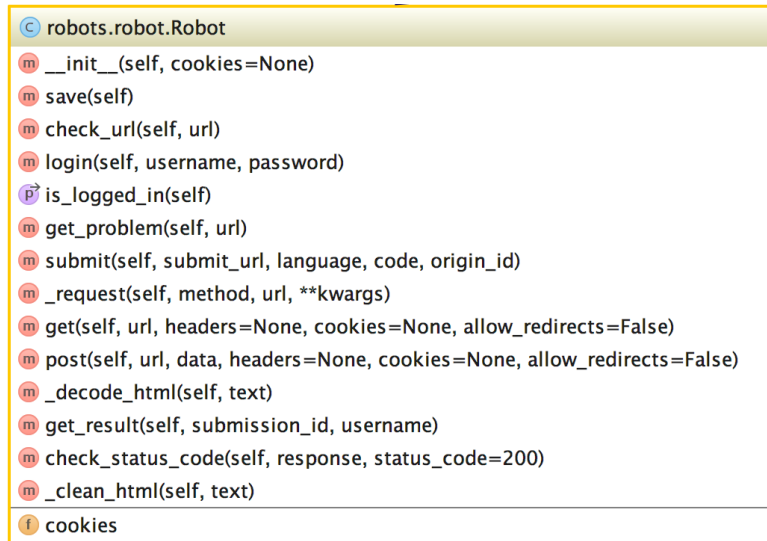 C robots.robot.Robot
m __init__(self, cookies=None)
m save(self)
m check_url(self, url)
m login(self, username, password)
p is_logged_in(self)
m get_problem(self, url)
m submit(self, submit_url, language, code, origin_id)
m _request(self, method, url, **kwargs)
m get(self, url, headers=None, cookies=None, allow_redirects=False)
m post(self, url, data, headers=None, cookies=None, allow_redirects=False)
m _decode_html(self, text)
m get_result(self, submission_id, username)
m check_status_code(self, response, status_code=200)
m _clean_html(self, text)
f cookies